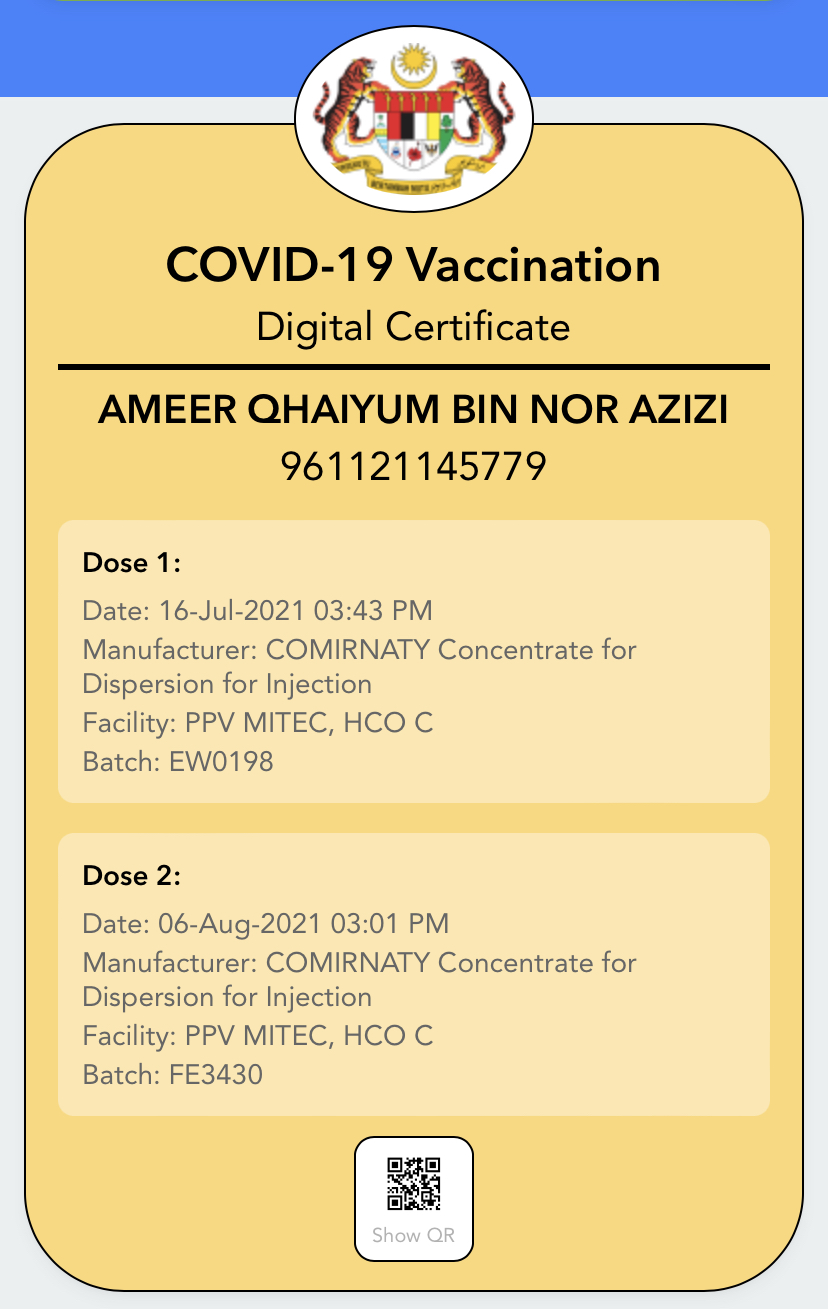 COVID-19 Vaccination
Digital Certificate
AMEER QHAIYUM BIN NOR AZIZI
961121145779
Dose 1:
Date: 16-Jul-2021 03:43 PM
Manufacturer: COMIRNATY Concentrate for
Dispersion for Injection
Facility: PPV MITEC, HCO C
Batch: EW0198
Dose 2:
Date: 06-Aug-2021 03:01 PM
Manufacturer: COMIRNATY Concentrate for
Dispersion for Injection
Facility: PPV MITEC, HCO C
Batch: FE3430
Show QR